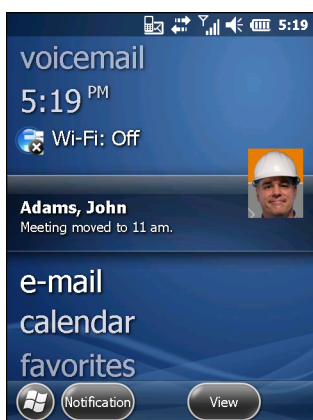 5:19
voicemail
5:19 PM
Wi-Fi: Off
Adams, John
Meeting moved to 11 am.
e-mail
calendar
favorites
Notification View